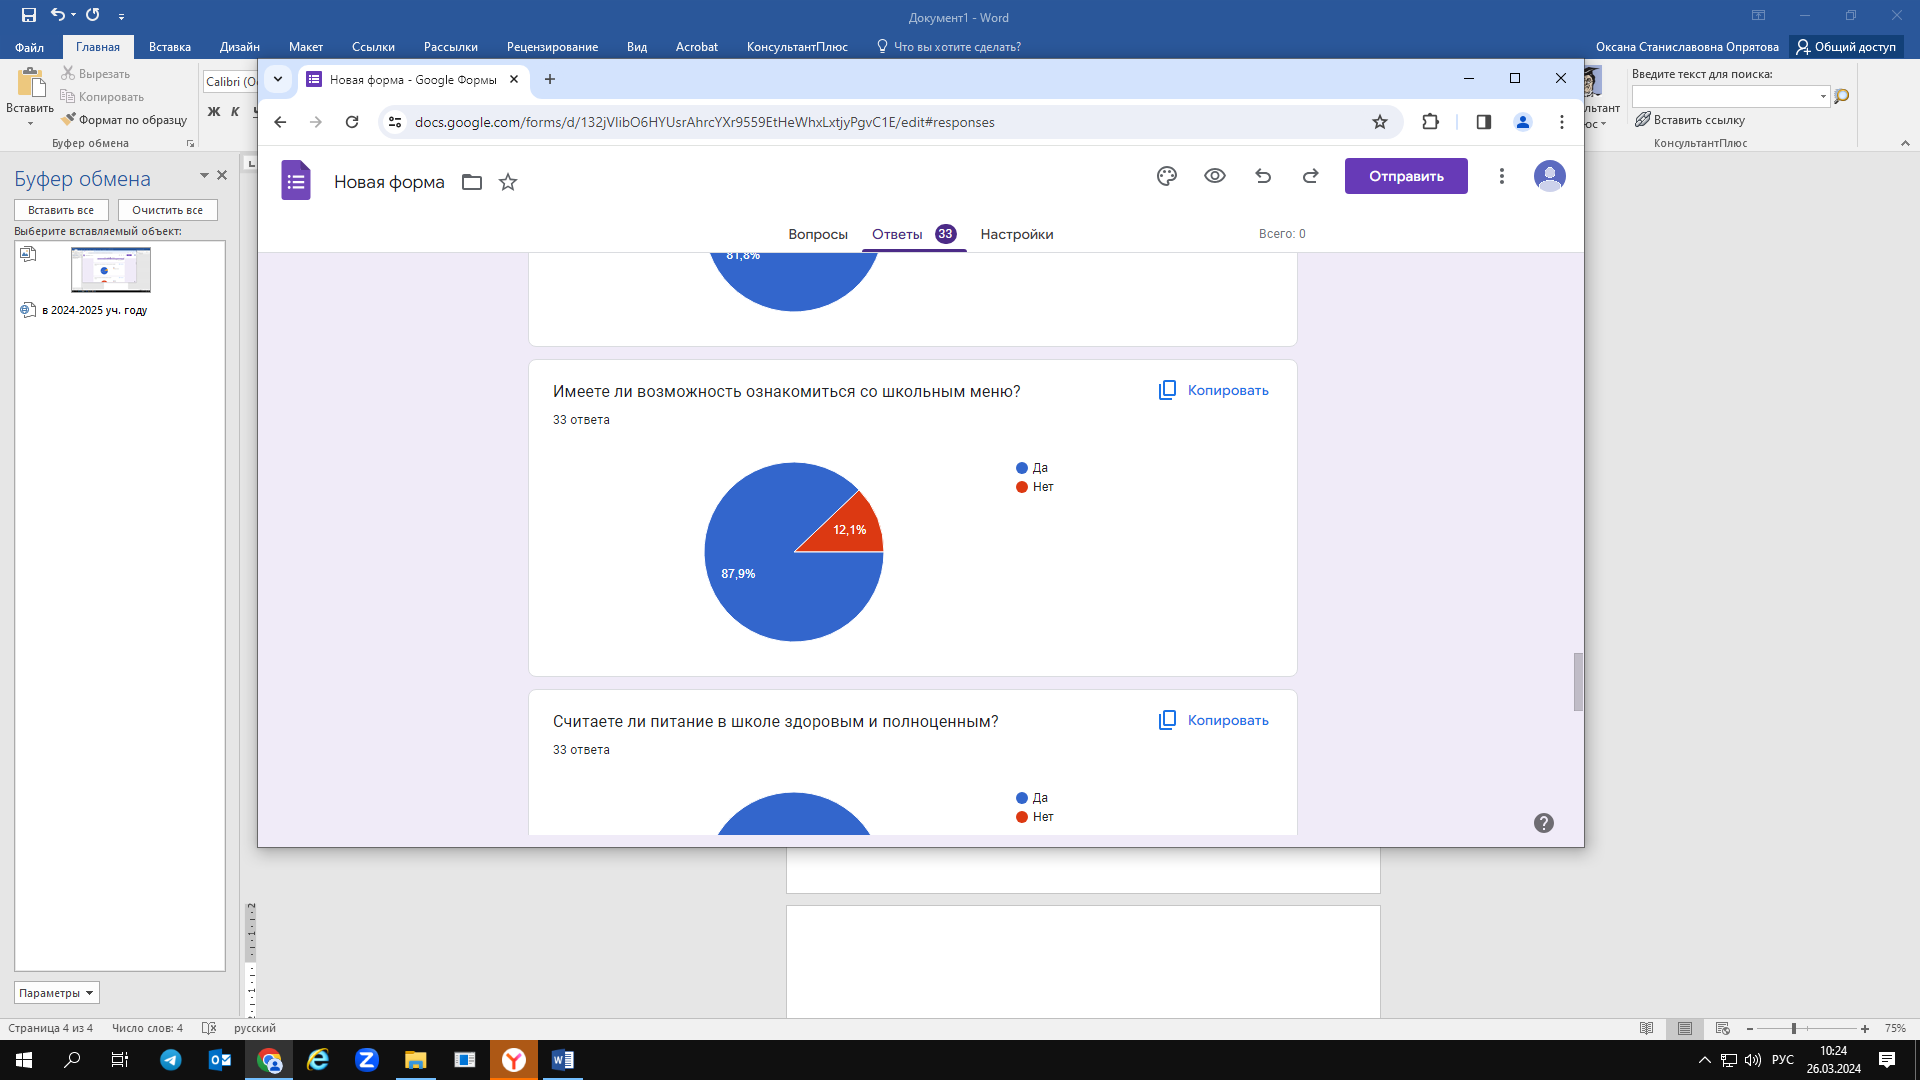 Документ1 - Word
Файл Главная Вставка Дизайн Макет Ссылки Рассылки Рецензирование Вид Acrobat КонсультантПлюс Что вы хотите сделать? Оксана Станиславовна Опрятова Общий доступ
Вставить
Вырезать
Копировать
Формат по образцу
Буфер обмена
Calibri (О
Ж К Ч
Введите текст для поиска:
Вставить ссылку
КонсультантПлюс
Новая форма - Google Формы
docs.google.com/forms/d/132jVlibO6HYUsrAhrcYXr9559EtHeWhxLxtjyPgvC1E/edit#responses
Новая форма
Отправить
Вопросы Ответы 33 Настройки Всего: 0
Буфер обмена
Вставить все Очистить все
Выберите вставляемый объект:
в 2024-2025 уч. году
Параметры
81,8%
Имеете ли возможность ознакомиться со школьным меню?
Копировать
33 ответа
Да
Нет
12,1%
87,9%
Считаете ли питание в школе здоровым и полноценным?
Копировать
33 ответа
Да
Нет
Страница 4 из 4 Число слов: 4 русский 75%
РУС
10:24
26.03.2024